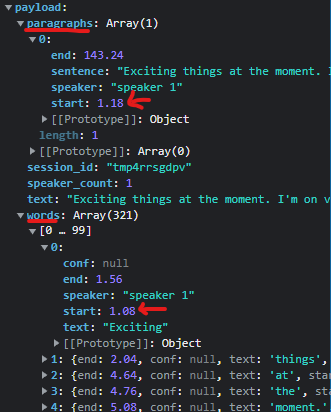 payload:
paragraphs: Array(1)
0:
end: 143.24
sentence: "Exciting things at the moment. I
speaker: "speaker 1"
start: 1.18
[[Prototype]]: Object
length: 1
[[Prototype]]: Array(0)
session_id: "tmp4rrsgdpv"
speaker_count: 1
text: "Exciting things at the moment. I'm on v
words: Array(321)
[0 … 99]
0:
conf: null
end: 1.56
speaker: "speaker 1"
start: 1.08
text: "Exciting"
[[Prototype]]: Object
1: {end: 2.04, conf: null, text: 'things',
2: {end: 4.64, conf: null, text: 'at', start
3: {end: 4.76, conf: null, text: 'the', star
4: {end: 5.08, conf: null, text: 'moment.'